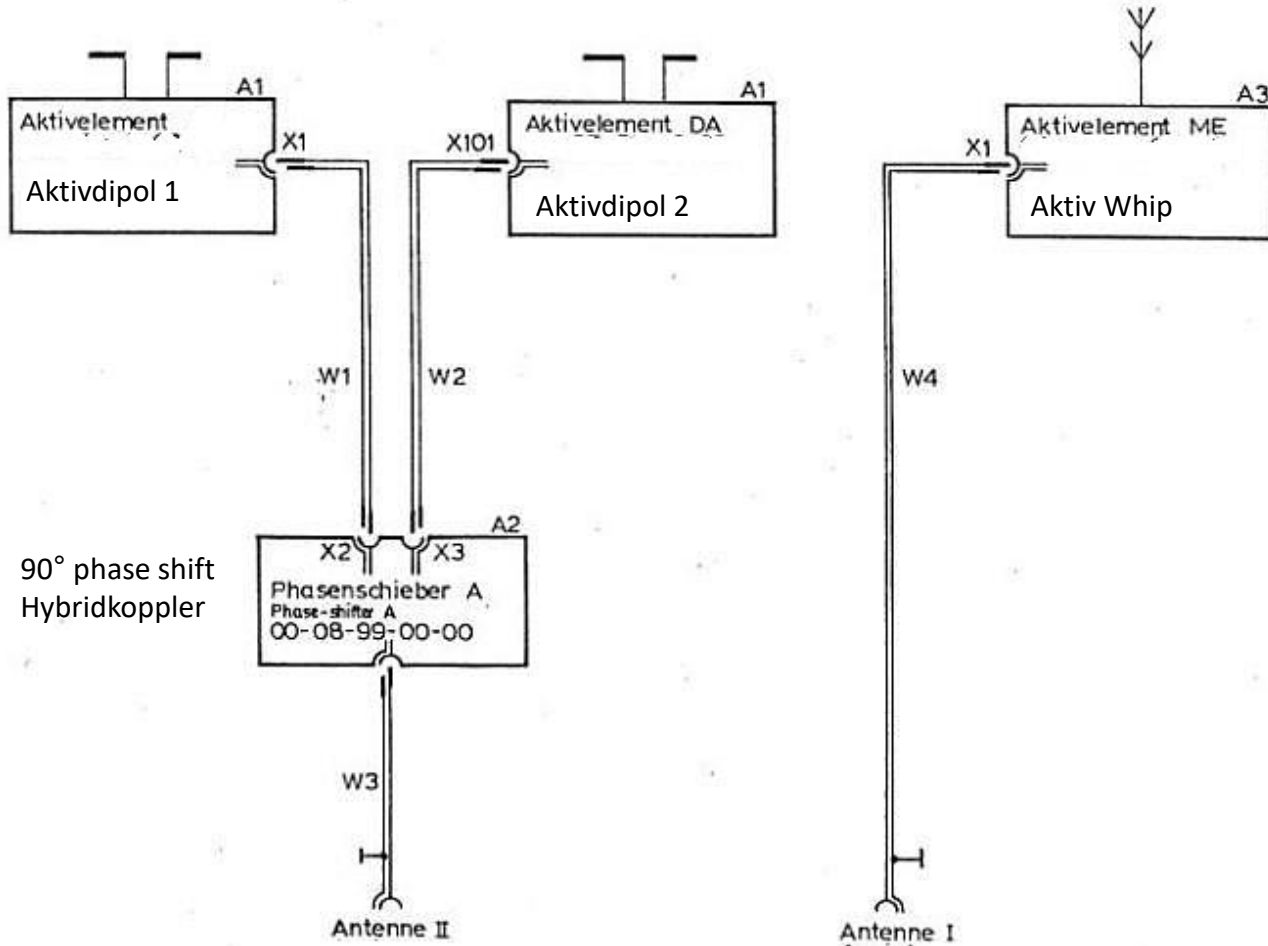 A1
Aktivelement
X1
Aktivdipol 1
A1
Aktivelement DA
X101
Aktivdipol 2
A3
Aktivelement ME
X1
Aktiv Whip
W1
W2
W4
90° phase shift
Hybridkoppler
A2
X2
X3
Phasenschieber A
Phase-shifter A
00-08-99-00-00
W3
Antenne II
Antenne I